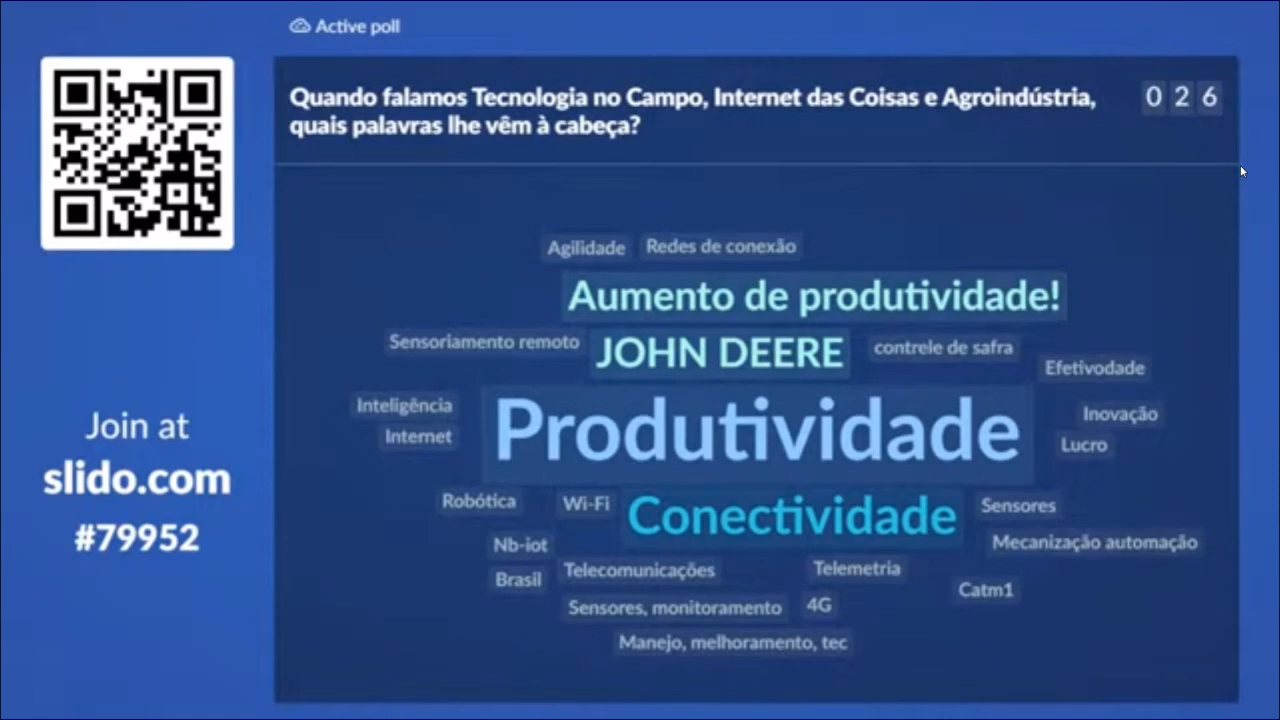 Active poll
Quando falamos Tecnologia no Campo, Internet das Coisas e Agroindústria,
quais palavras lhe vêm à cabeça?
026
Agilidade
Redes de conexão
Aumento de produtividade!
Sensoriamento remoto
JOHN DEERE
controle de safra
Efetivodade
Inteligência
Produtividade
Inovação
Internet
Lucro
Robótica
Wi-Fi
Conectividade
Sensores
Nb-iot
Mecanização automação
Brasil
Telecomunicações
Telemetria
Catm1
Sensores, monitoramento
4G
Manejo, melhoramento, tec
Join at
slido.com
#79952